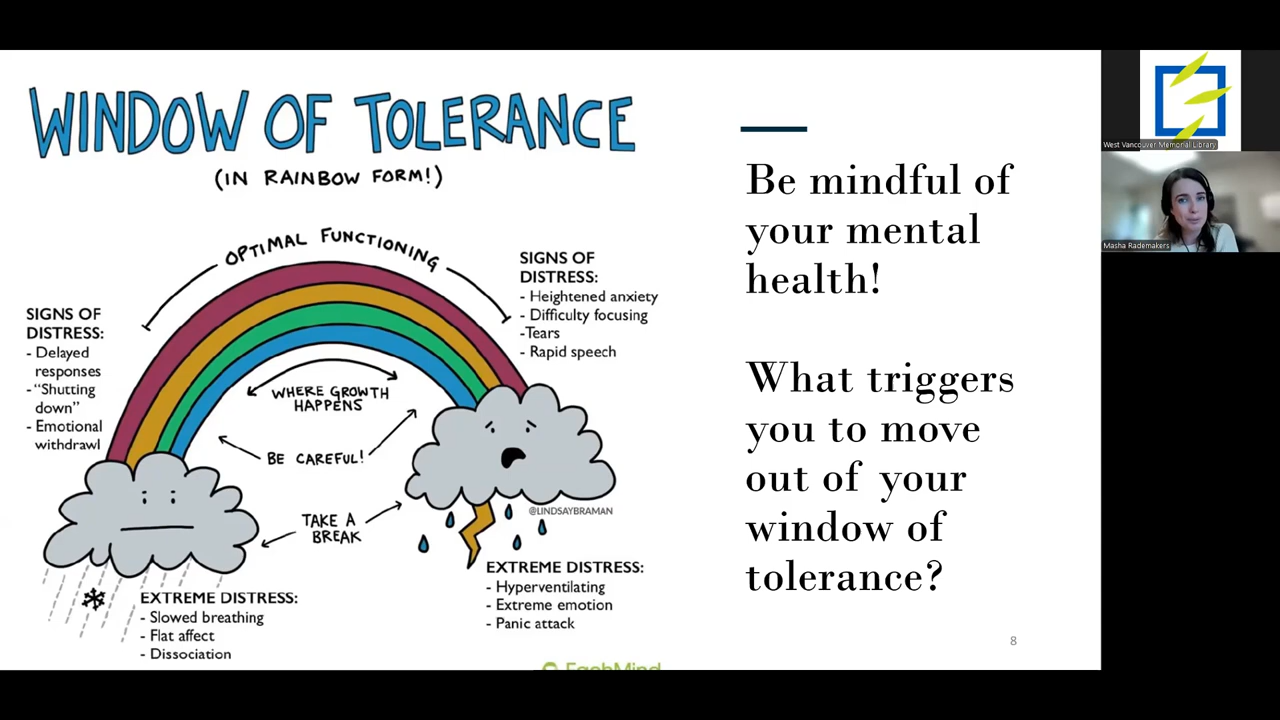 WINDOW OF TOLERANCE
(IN RAINBOW FORM!)
OPTIMAL FUNCTIONING
SIGNS OF
DISTRESS:
- Delayed
responses
- "Shutting
down"
- Emotional
withdrawl
SIGNS OF
DISTRESS:
- Heightened anxiety
- Difficulty focusing
-Tears
- Rapid speech
WHERE GROWTH
HAPPENS
BE CAREFUL!
TAKE A
BREAK
@LINDSAYBRAMAN
EXTREME DISTRESS:
- Slowed breathing
- Flat affect
- Dissociation
EXTREME DISTRESS:
- Hyperventilating
- Extreme emotion
- Panic attack
Be mindful of
your mental
health!
What triggers
you to move
out of your
window of
tolerance?
8
West Vancouver Memorial Library
Masha Rademakers